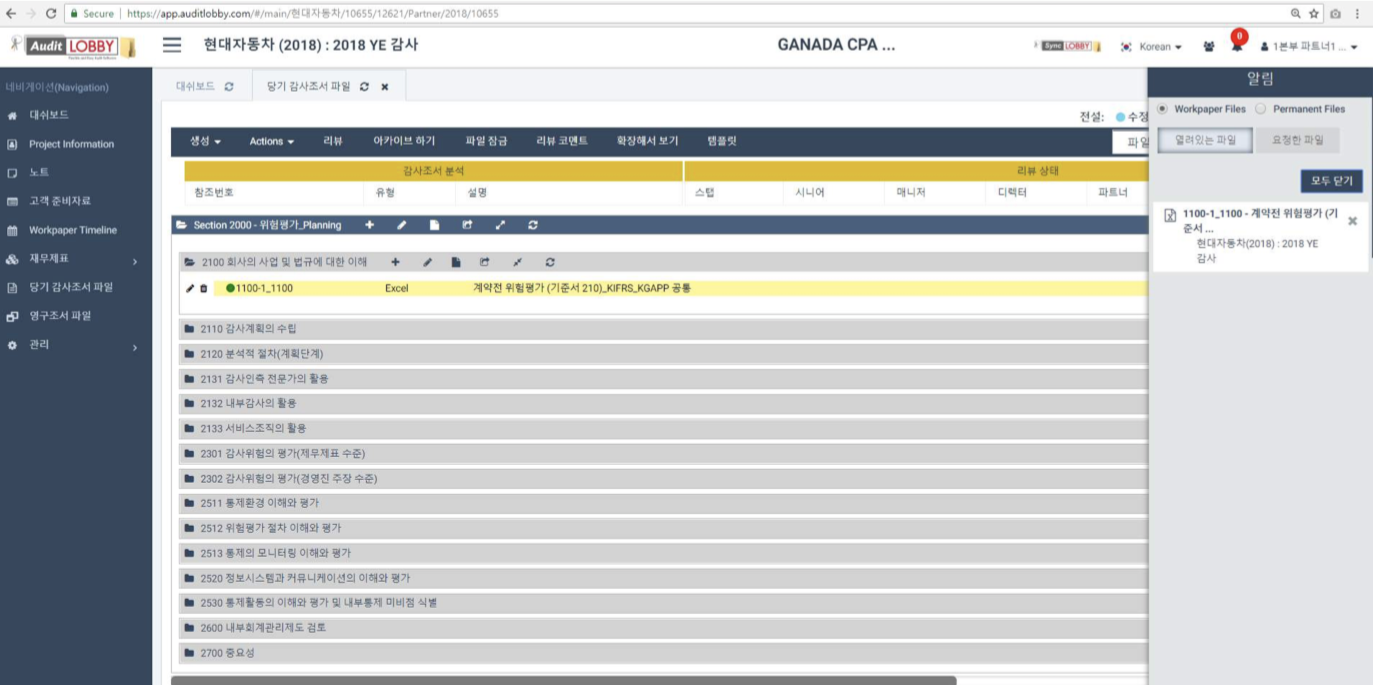 Secure | https://app.auditlobby.com/#/main/현대자동차/10655/12621/Partner/2018/10655
Audit LOBBY
현대자동차 (2018) : 2018 YE 감사
GANADA CPA ...
Sync LOBBY
Korean
0
1본부 파트너1 ...
네비게이션(Navigation)
대쉬보드
Project Information
노트
고객 준비자료
Workpaper Timeline
재무제표
당기 감사조서 파일
영구조서 파일
관리
대쉬보드
당기 감사조서 파일
전설: 수정
생성
Actions
리뷰
아카이브 하기
파일 잠금
리뷰 코멘트
확장해서 보기
템플릿
파일
감사조서 분석
리뷰 상태
참조번호
유형
설명
스탭
시니어
매니저
디렉터
파트너
Section 2000 - 위험평가_Planning
2100 회사의 사업 및 법규에 대한 이해
1100-1_1100
Excel
계약전 위험평가 (기준서 210)_KIFRS_KGAPP 공통
2110 감사계획의 수립
2120 분석적 절차(계획단계)
2131 감사인측 전문가의 활용
2132 내부감사의 활용
2133 서비스조직의 활용
2301 감사위험의 평가(재무제표 수준)
2302 감사위험의 평가(경영진 주장 수준)
2511 통제환경 이해와 평가
2512 위험평가 절차 이해와 평가
2513 통제의 모니터링 이해와 평가
2520 정보시스템과 커뮤니케이션의 이해와 평가
2530 통제활동의 이해와 평가 및 내부통제 미비점 식별
2600 내부회계관리제도 검토
2700 중요성
알림
Workpaper Files
Permanent Files
열려있는 파일
요청한 파일
모두 닫기
1100-1_1100 - 계약전 위험평가 (기
준서 ...
현대자동차(2018) : 2018 YE
감사